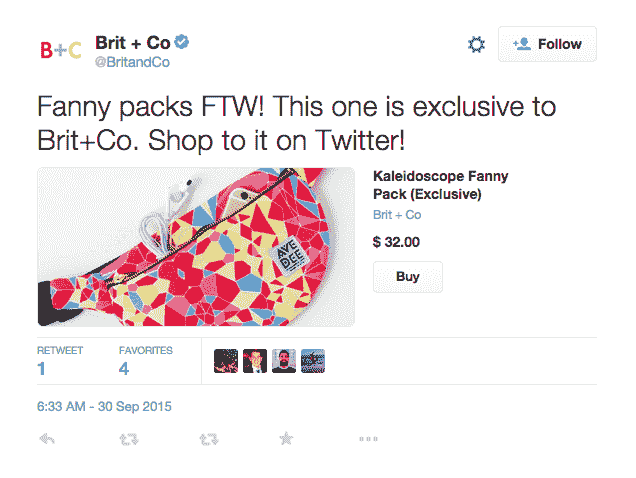 B+C
Brit + Co
@BritandCo
Follow
Fanny packs FTW! This one is exclusive to
Brit+Co. Shop to it on Twitter!
AYE
DEE
Kaleidoscope Fanny
Pack (Exclusive)
Brit + Co
$ 32.00
Buy
RETWEET
1
FAVORITES
4
6:33 AM - 30 Sep 2015